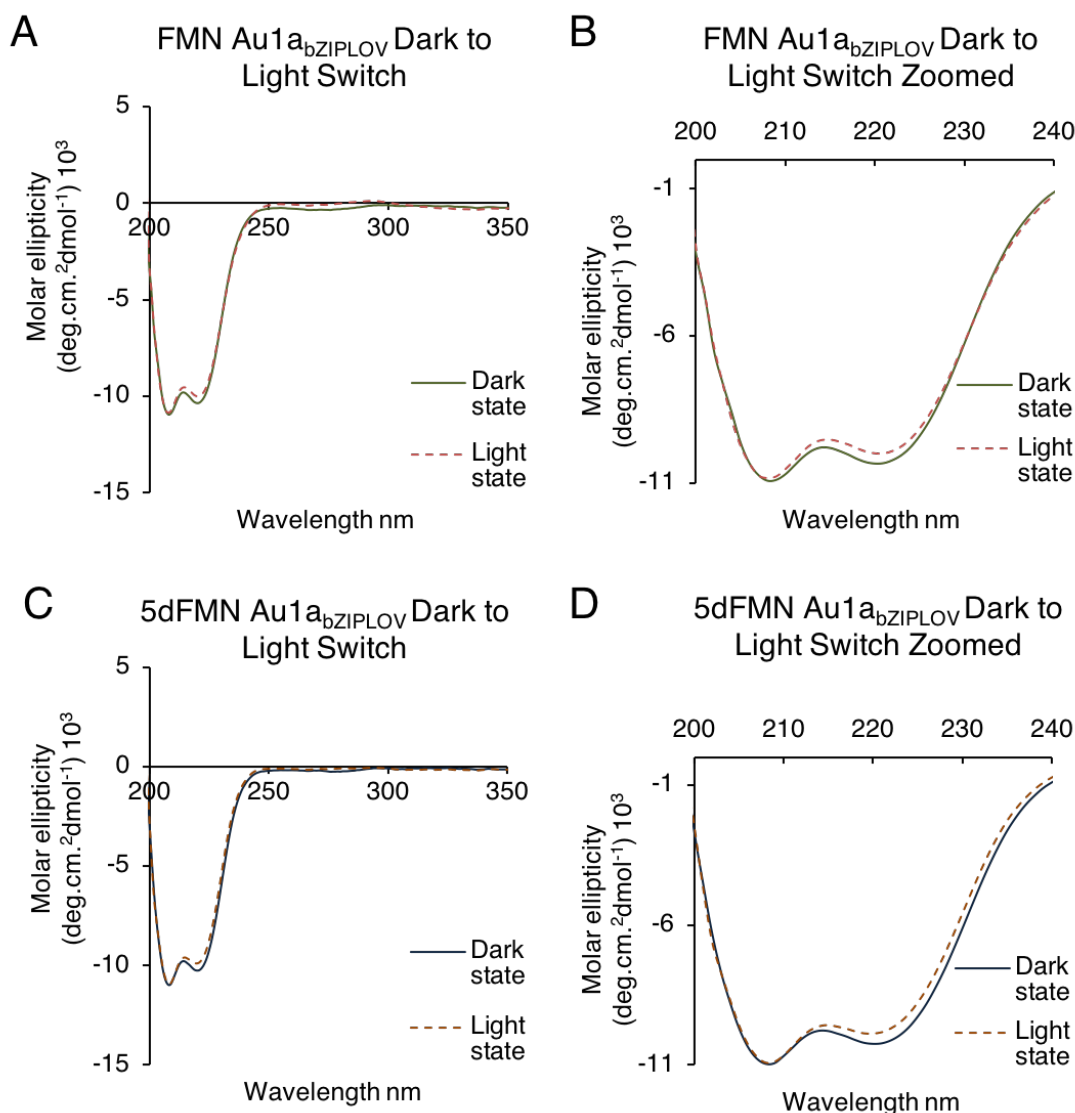 A
FMN Au1a_bZIPLOV Dark to
Light Switch
5
0
-5
-10
-15
200
250
300
350
Molar ellipticity
(deg.cm.²dmol⁻¹) 10³
Dark
state
Light
state
Wavelength nm
B
FMN Au1a_bZIPLOV Dark to
Light Switch Zoomed
200
210
220
230
240
-1
-6
-11
Molar ellipticity
(deg.cm.²dmol⁻¹) 10³
Dark
state
Light
state
Wavelength nm
C
5dFMN Au1a_bZIPLOV Dark to
Light Switch
5
0
-5
-10
-15
200
250
300
350
Molar ellipticity
(deg.cm.²dmol⁻¹) 10³
Dark
state
Light
state
Wavelength nm
D
5dFMN Au1a_bZIPLOV Dark to
Light Switch Zoomed
200
210
220
230
240
-1
-6
-11
Molar ellipticity
(deg.cm.²dmol⁻¹) 10³
Dark
state
Light
state
Wavelength nm